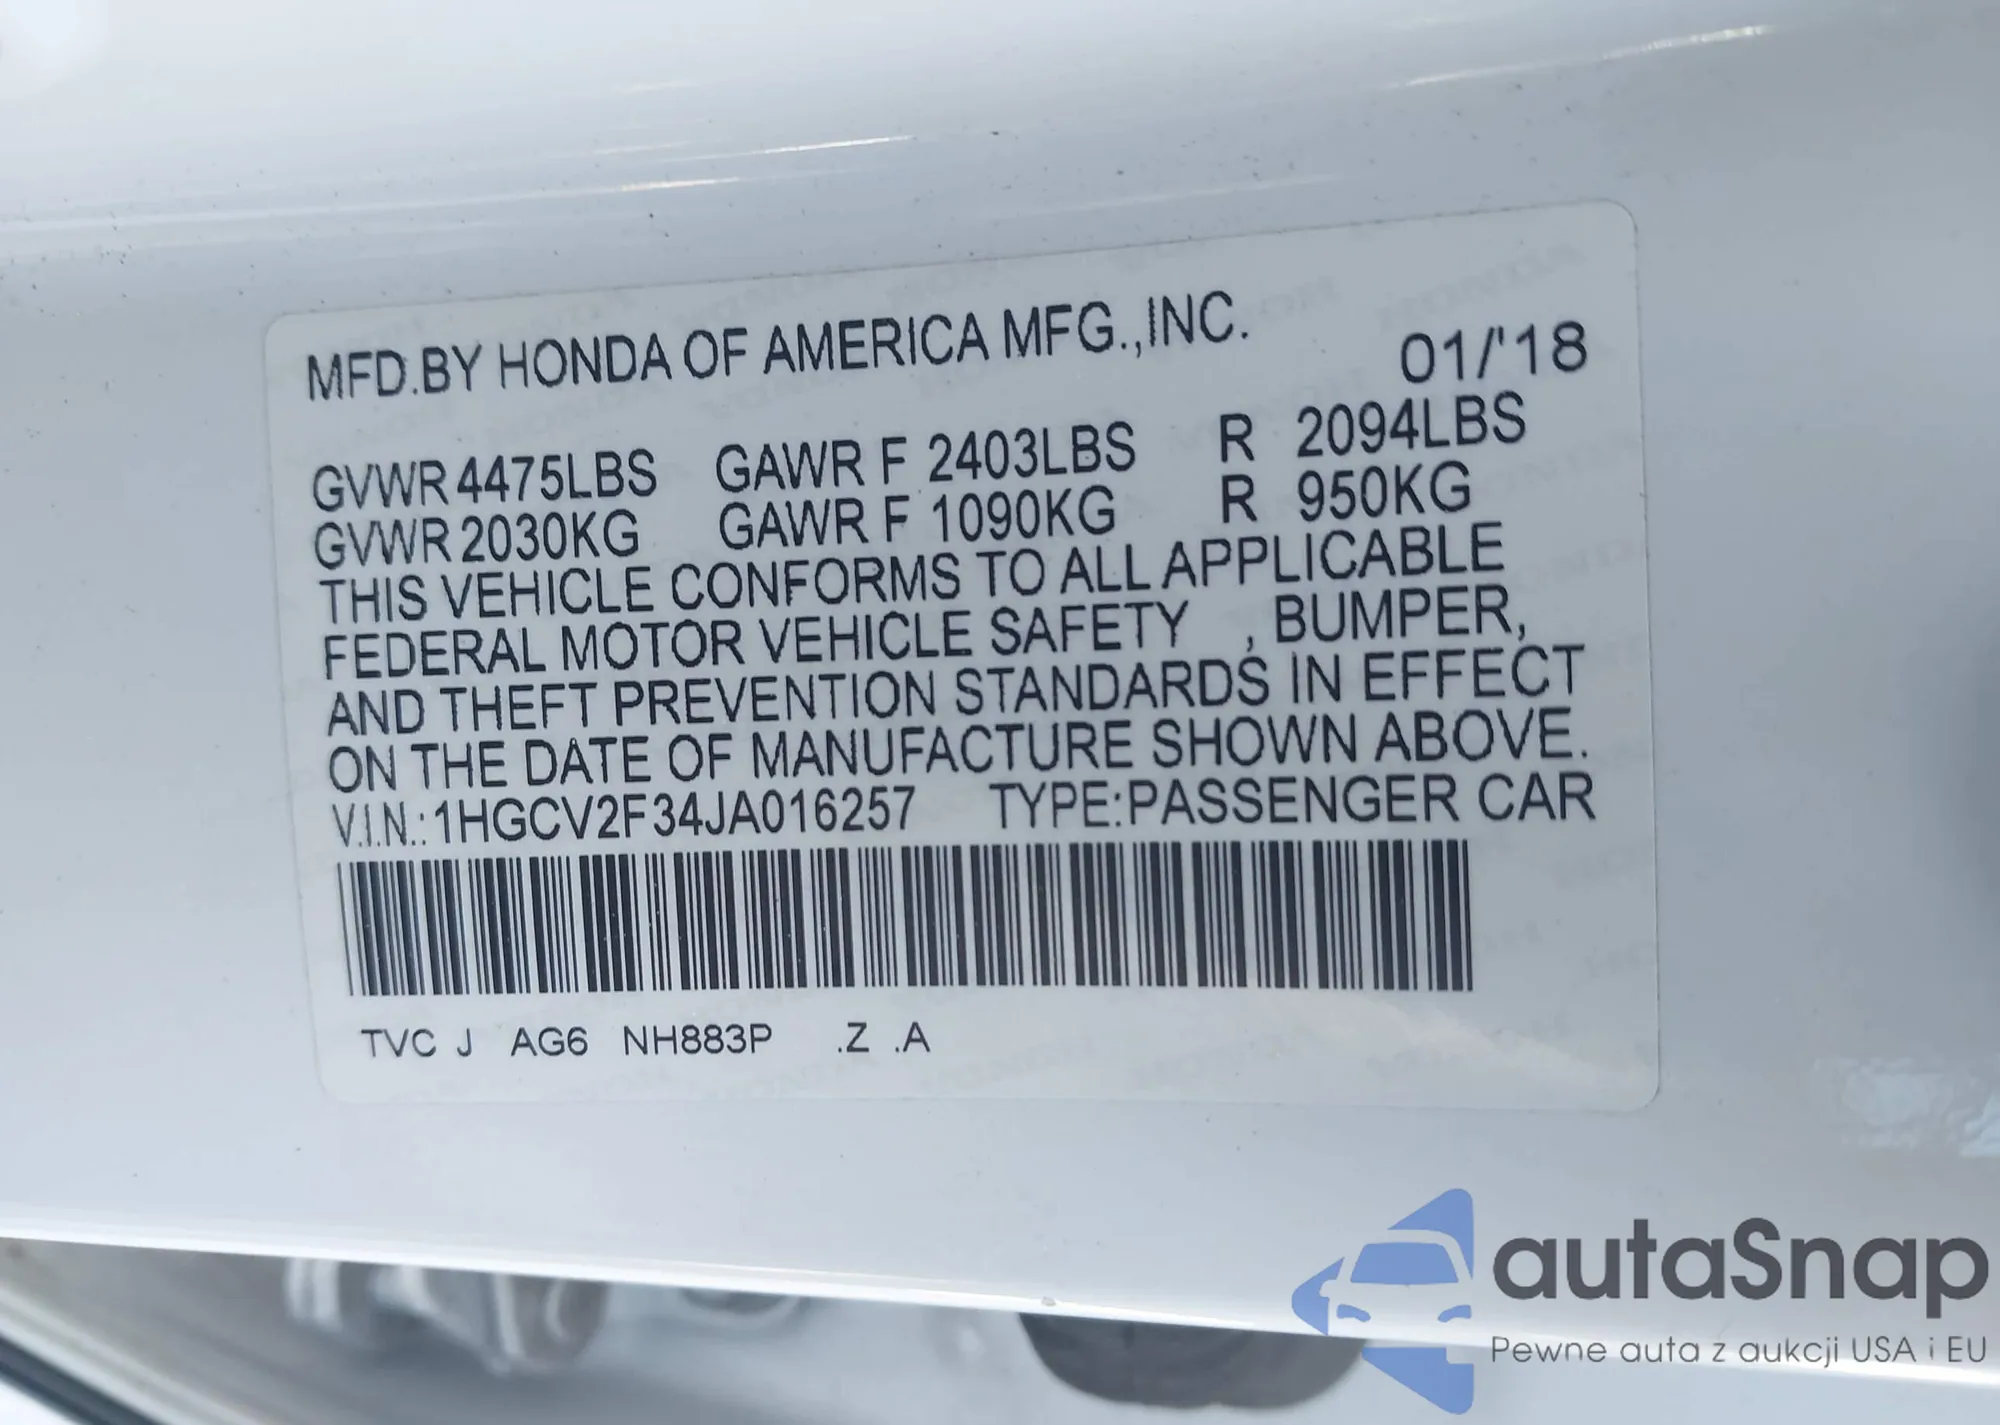 MFD.BY HONDA OF AMERICA MFG.,INC. 01/'18
GVWR 4475LBS GAWR F 2403LBS R 2094LBS
GVWR 2030KG GAWR F 1090KG R 950KG
THIS VEHICLE CONFORMS TO ALL APPLICABLE
FEDERAL MOTOR VEHICLE SAFETY , BUMPER,
AND THEFT PREVENTION STANDARDS IN EFFECT
ON THE DATE OF MANUFACTURE SHOWN ABOVE.
V.I.N.: 1HGCV2F34JA016257 TYPE:PASSENGER CAR
TVC J AG6 NH883P .Z .A
autaSnap
Pewne auta z aukcji USA i EU